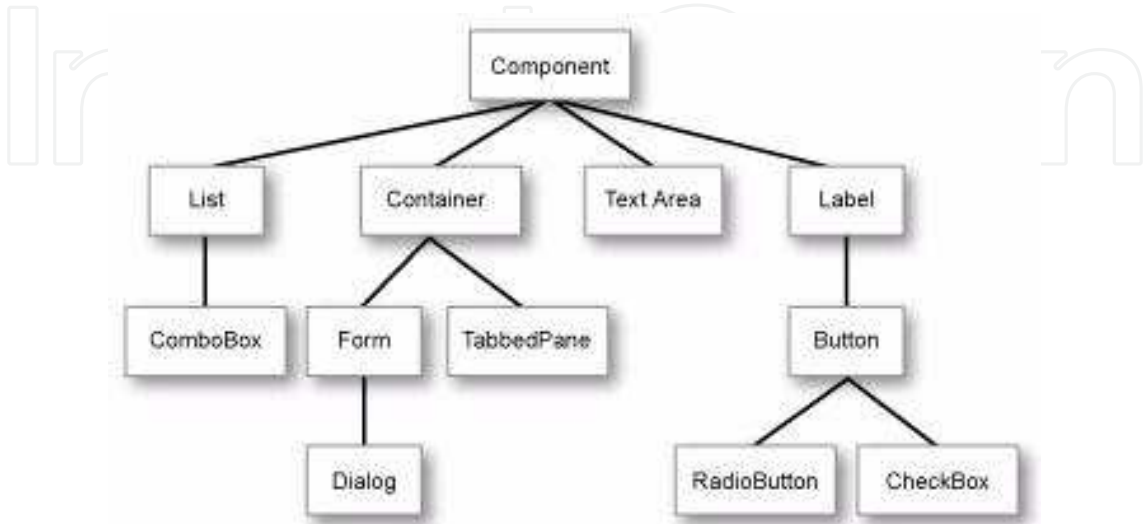 Component
List
Container
Text Area
Label
ComboBox
Form
TabbedPane
Button
Dialog
RadioButton
CheckBox